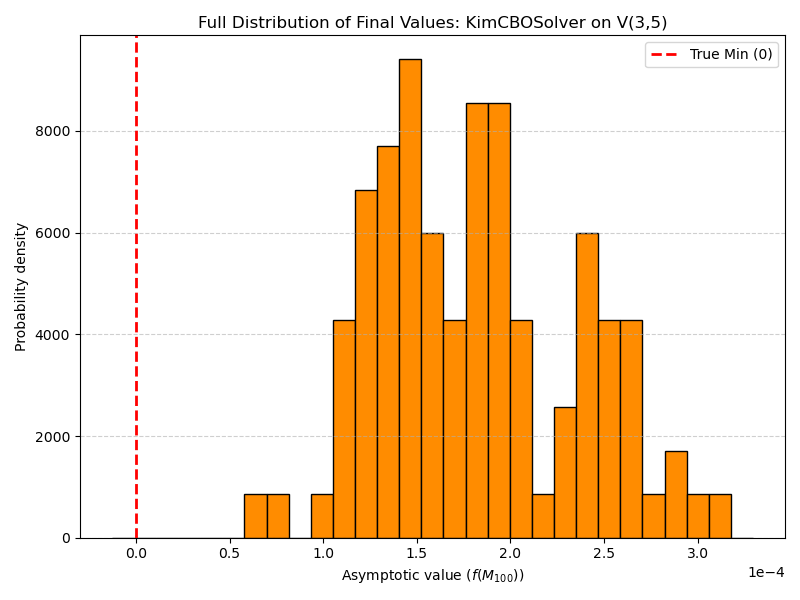 Full Distribution of Final Values: KimCBOSolver on V(3,5)
True Min (0)
Probability density
8000
6000
4000
2000
0
0.0 0.5 1.0 1.5 2.0 2.5 3.0
1e−4
Asymptotic value (f(M₁₀₀))